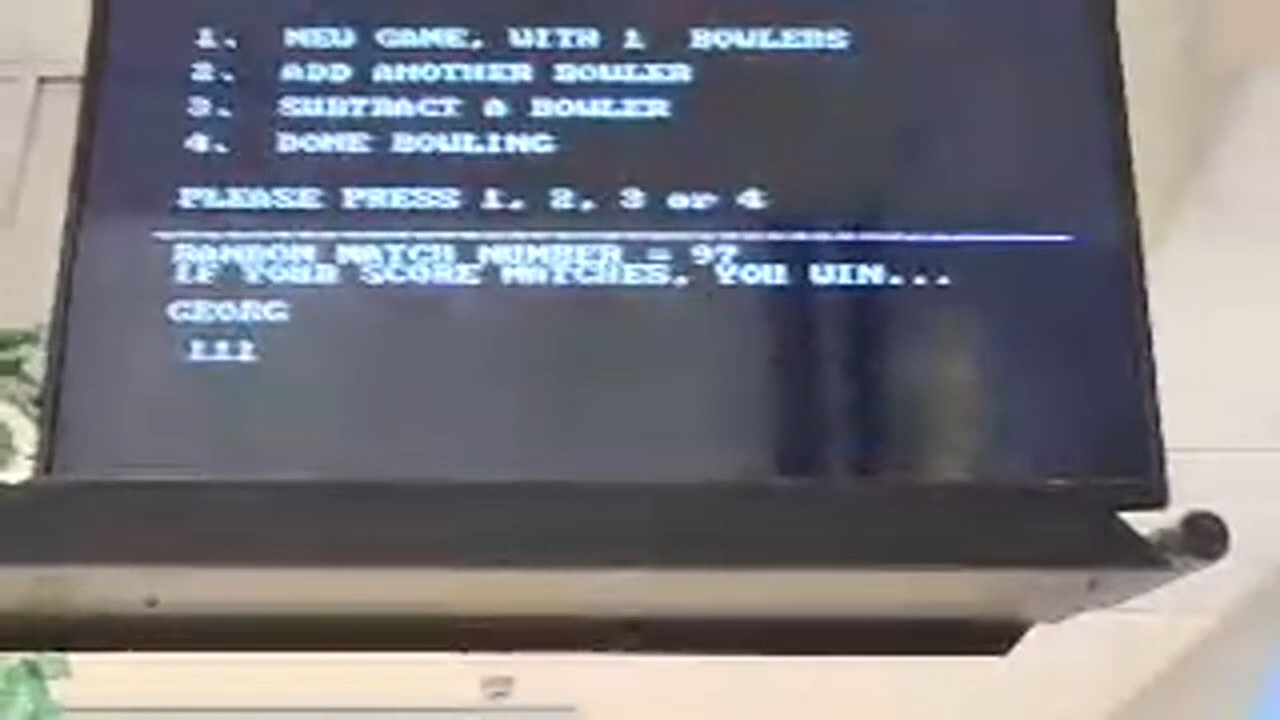 1. NEW GAME, WITH 1 BOWLERS
2. ADD ANOTHER BOWLER
3. SUBTRACT A BOWLER
4. DONE BOWLING
PLEASE PRESS 1, 2, 3 or 4
RANDOM MATCH NUMBER = 97
IF YOUR SCORE MATCHES, YOU WIN...
GEORG
111